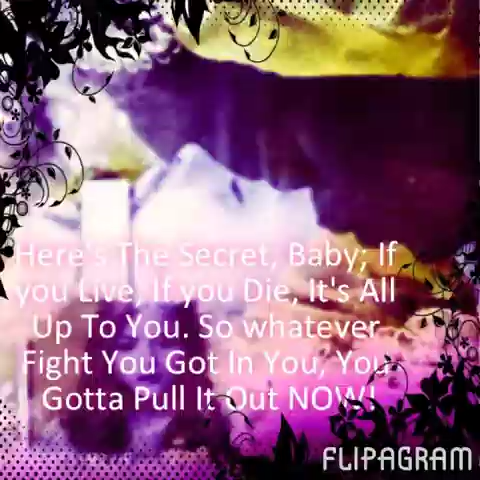 Here's The Secret, Baby; If
you Live, If you Die, It's All
Up To You. So whatever
Fight You Got In You, You
Gotta Pull It Out NOW!
FLIPAGRAM